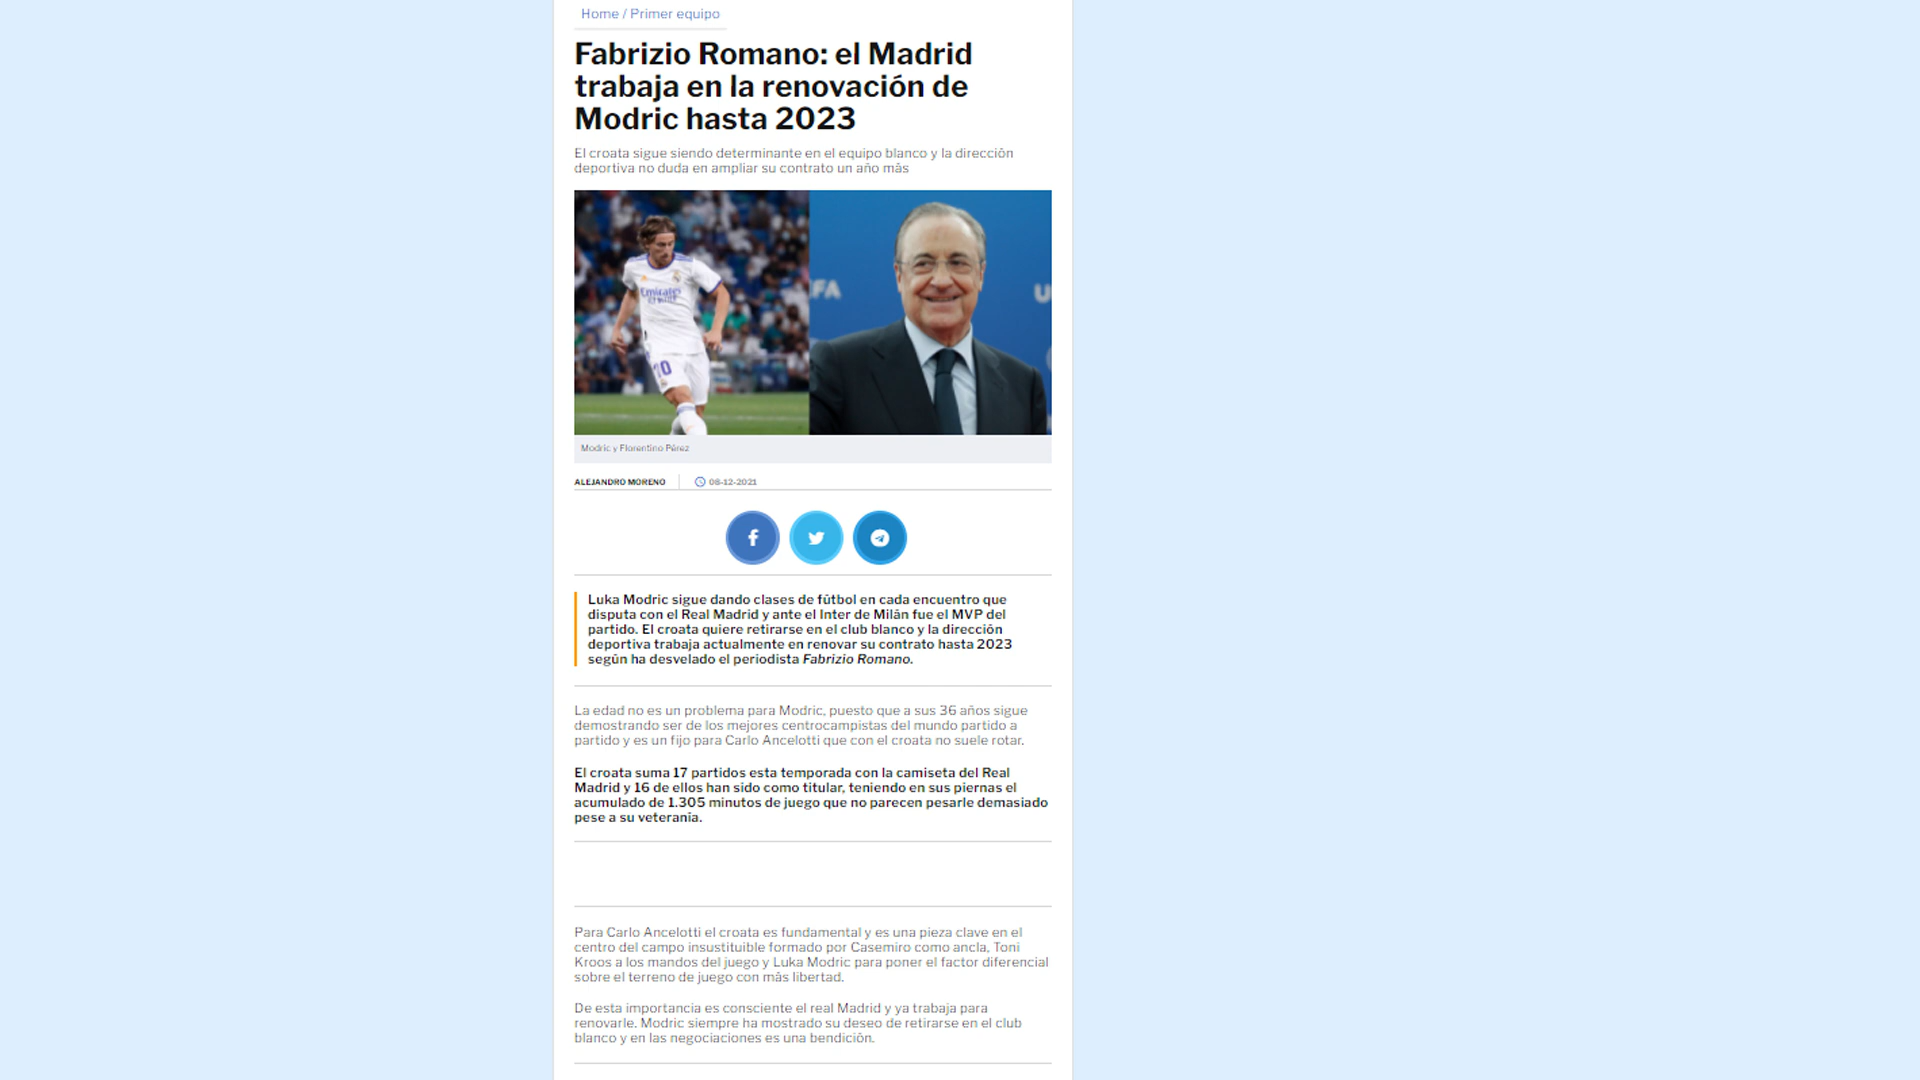 Home / Primer equipo
Fabrizio Romano: el Madrid
trabaja en la renovación de
Modric hasta 2023
El croata sigue siendo determinante en el equipo blanco y la dirección
deportiva no duda en ampliar su contrato un año más
Emirates
10
FA
U
Modric y Florentino Pérez
ALEJANDRO MORENO
08-12-2021
Luka Modric sigue dando clases de fútbol en cada encuentro que
disputa con el Real Madrid y ante el Inter de Milán fue el MVP del
partido. El croata quiere retirarse en el club blanco y la dirección
deportiva trabaja actualmente en renovar su contrato hasta 2023
según ha desvelado el periodista Fabrizio Romano.
La edad no es un problema para Modric, puesto que a sus 36 años sigue
demostrando ser de los mejores centrocampistas del mundo partido a
partido y es un fijo para Carlo Ancelotti que con el croata no suele rotar.
El croata suma 17 partidos esta temporada con la camiseta del Real
Madrid y 16 de ellos han sido como titular, teniendo en sus piernas el
acumulado de 1.305 minutos de juego que no parecen pesarle demasiado
pese a su veteranía.
Para Carlo Ancelotti el croata es fundamental y es una pieza clave en el
centro del campo insustituible formado por Casemiro como ancla, Toni
Kroos a los mandos del juego y Luka Modric para poner el factor diferencial
sobre el terreno de juego con más libertad.
De esta importancia es consciente el real Madrid y ya trabaja para
renovarle. Modric siempre ha mostrado su deseo de retirarse en el club
blanco y en las negociaciones es una bendición.